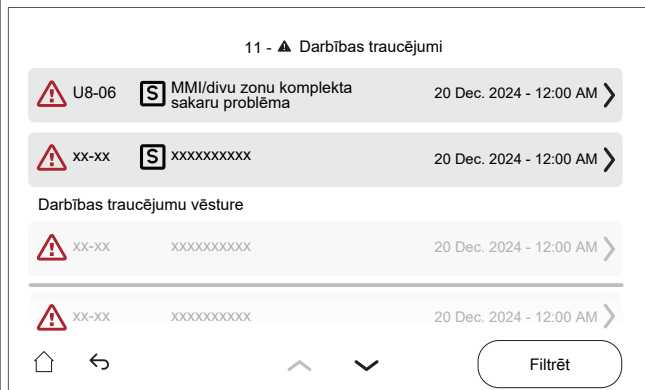 11 - Darbības traucējumi
U8-06 S MMI/divu zonu komplekta sakaru problēma 20 Dec. 2024 - 12:00 AM
xx-xx S xxxxxxxxxx 20 Dec. 2024 - 12:00 AM
Darbības traucējumu vēsture
xx-xx xxxxxxxxxx 20 Dec. 2024 - 12:00 AM
xx-xx xxxxxxxxxx 20 Dec. 2024 - 12:00 AM
Filtrēt